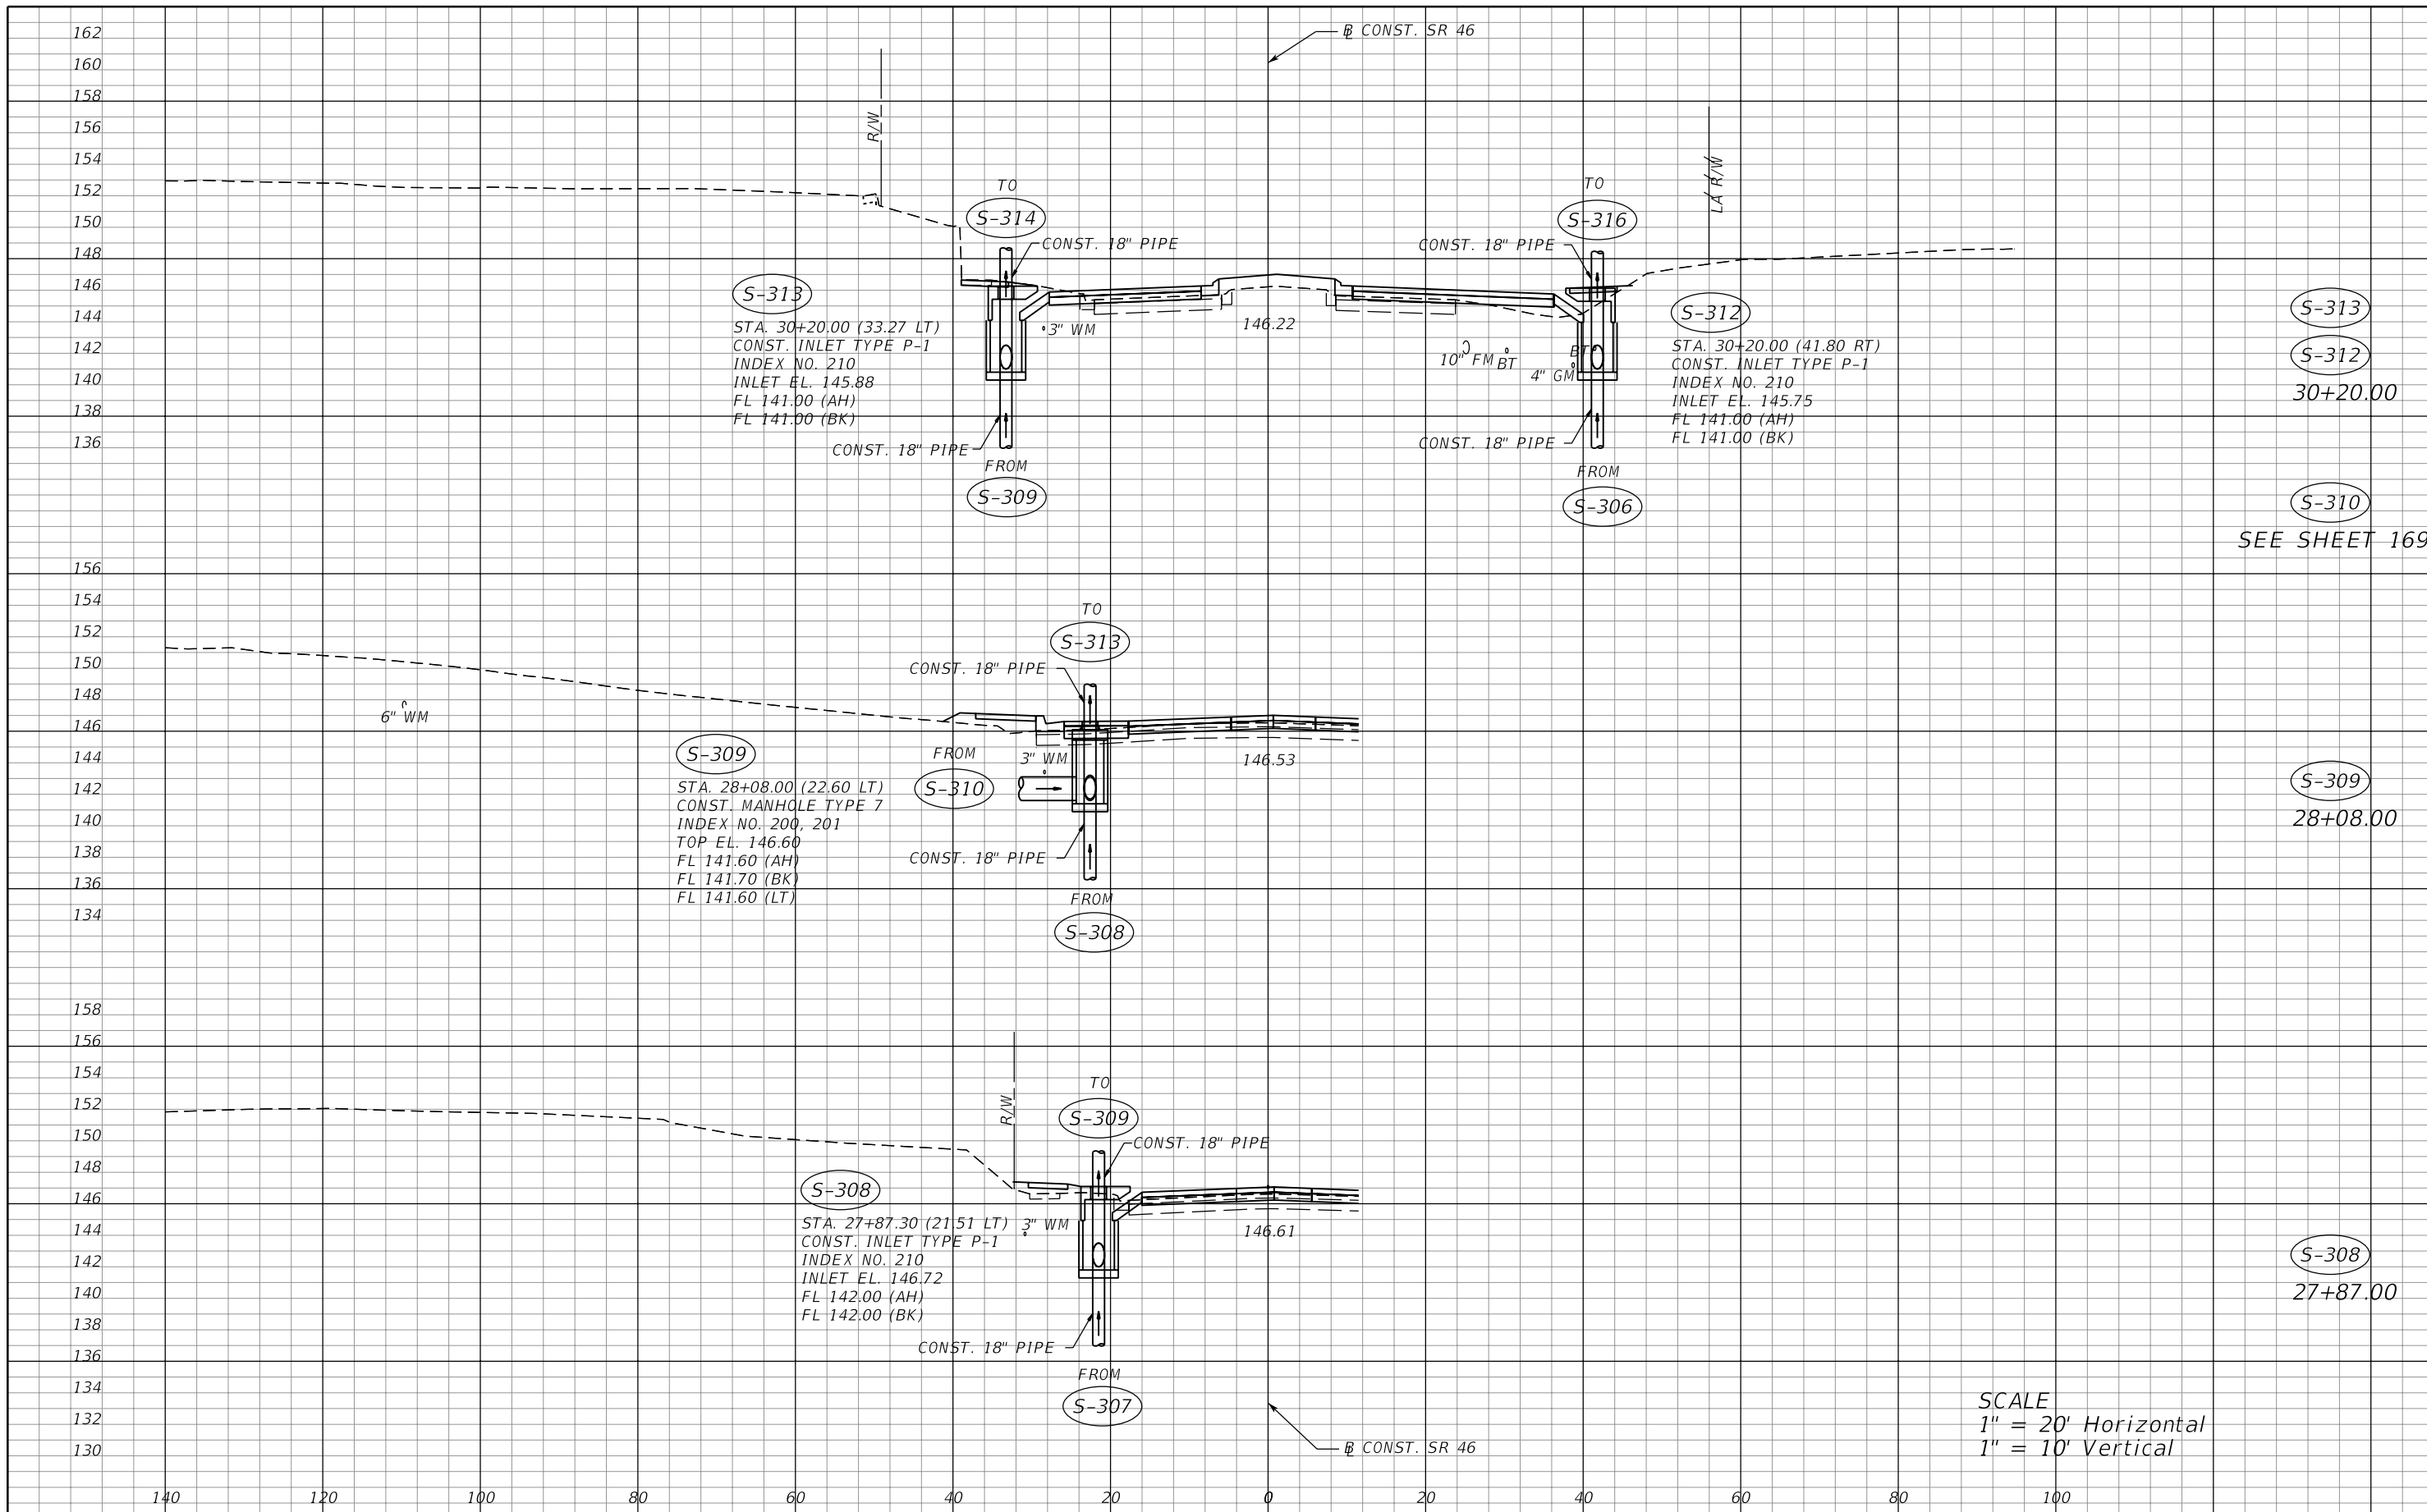 162
160
158
156
154
152
150
148
146
144
142
140
138
136
CONST. SR 46
R/W
LA R/W
TO
S-314
CONST. 18" PIPE
S-313
STA. 30+20.00 (33.27 LT)
CONST. INLET TYPE P-1
INDEX NO. 210
INLET EL. 145.88
FL 141.00 (AH)
FL 141.00 (BK)
3" WM
CONST. 18" PIPE
FROM
S-309
146.22
TO
S-316
CONST. 18" PIPE
10" FM
BT
BT
4" GM
S-312
STA. 30+20.00 (41.80 RT)
CONST. INLET TYPE P-1
INDEX NO. 210
INLET EL. 145.75
FL 141.00 (AH)
FL 141.00 (BK)
CONST. 18" PIPE
FROM
S-306
S-313
S-312
30+20.00
S-310
SEE SHEET 169
156
154
152
150
148
146
144
142
140
138
136
134
TO
S-313
CONST. 18" PIPE
6" WM
S-309
STA. 28+08.00 (22.60 LT)
CONST. MANHOLE TYPE 7
INDEX NO. 200, 201
TOP EL. 146.60
FL 141.60 (AH)
FL 141.70 (BK)
FL 141.60 (LT)
FROM
S-310
3" WM
146.53
CONST. 18" PIPE
FROM
S-308
S-309
28+08.00
158
156
154
152
150
148
146
144
142
140
138
136
134
132
130
R/W
TO
S-309
CONST. 18" PIPE
S-308
STA. 27+87.30 (21.51 LT)
CONST. INLET TYPE P-1
INDEX NO. 210
INLET EL. 146.72
FL 142.00 (AH)
FL 142.00 (BK)
3" WM
146.61
CONST. 18" PIPE
FROM
S-307
S-308
27+87.00
CONST. SR 46
SCALE
1" = 20' Horizontal
1" = 10' Vertical
140 120 100 80 60 40 20 0 20 40 60 80 100